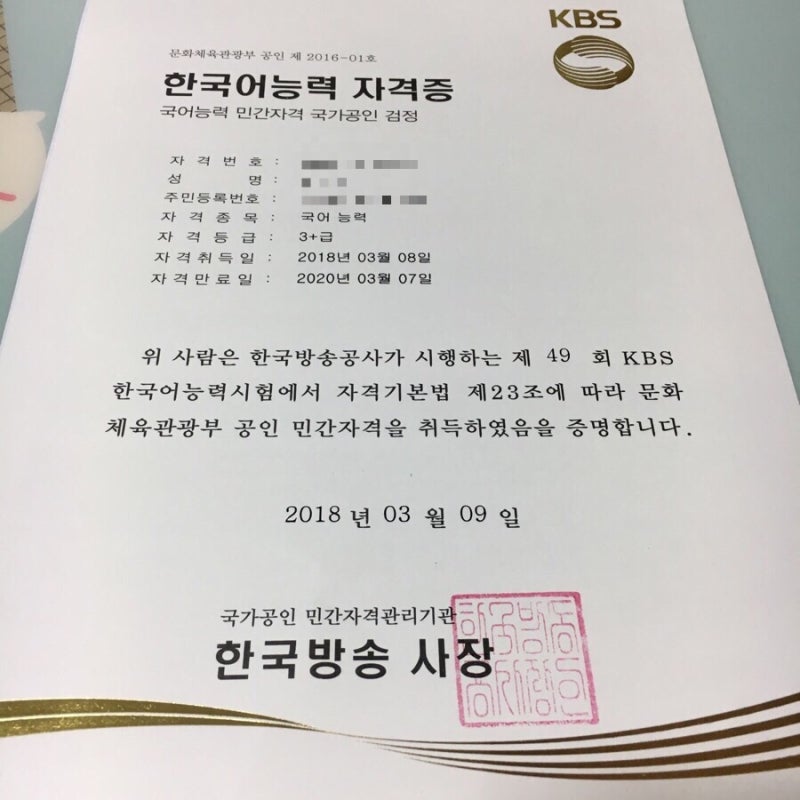 KBS
문화체육관광부 공인 제 2016-01호
한국어능력 자격증
국어능력 민간자격 국가공인 검정
자 격 번 호 :
성 명 :
주민등록번호 :
자 격 종 목 : 국어 능력
자 격 등 급 : 3+급
자격취득일 : 2018년 03월 08일
자격만료일 : 2020년 03월 07일
위 사람은 한국방송공사가 시행하는 제 49 회 KBS
한국어능력시험에서 자격기본법 제23조에 따라 문화
체육관광부 공인 민간자격을 취득하였음을 증명합니다.
2018 년 03 월 09 일
국가공인 민간자격관리기관
한국방송 사장